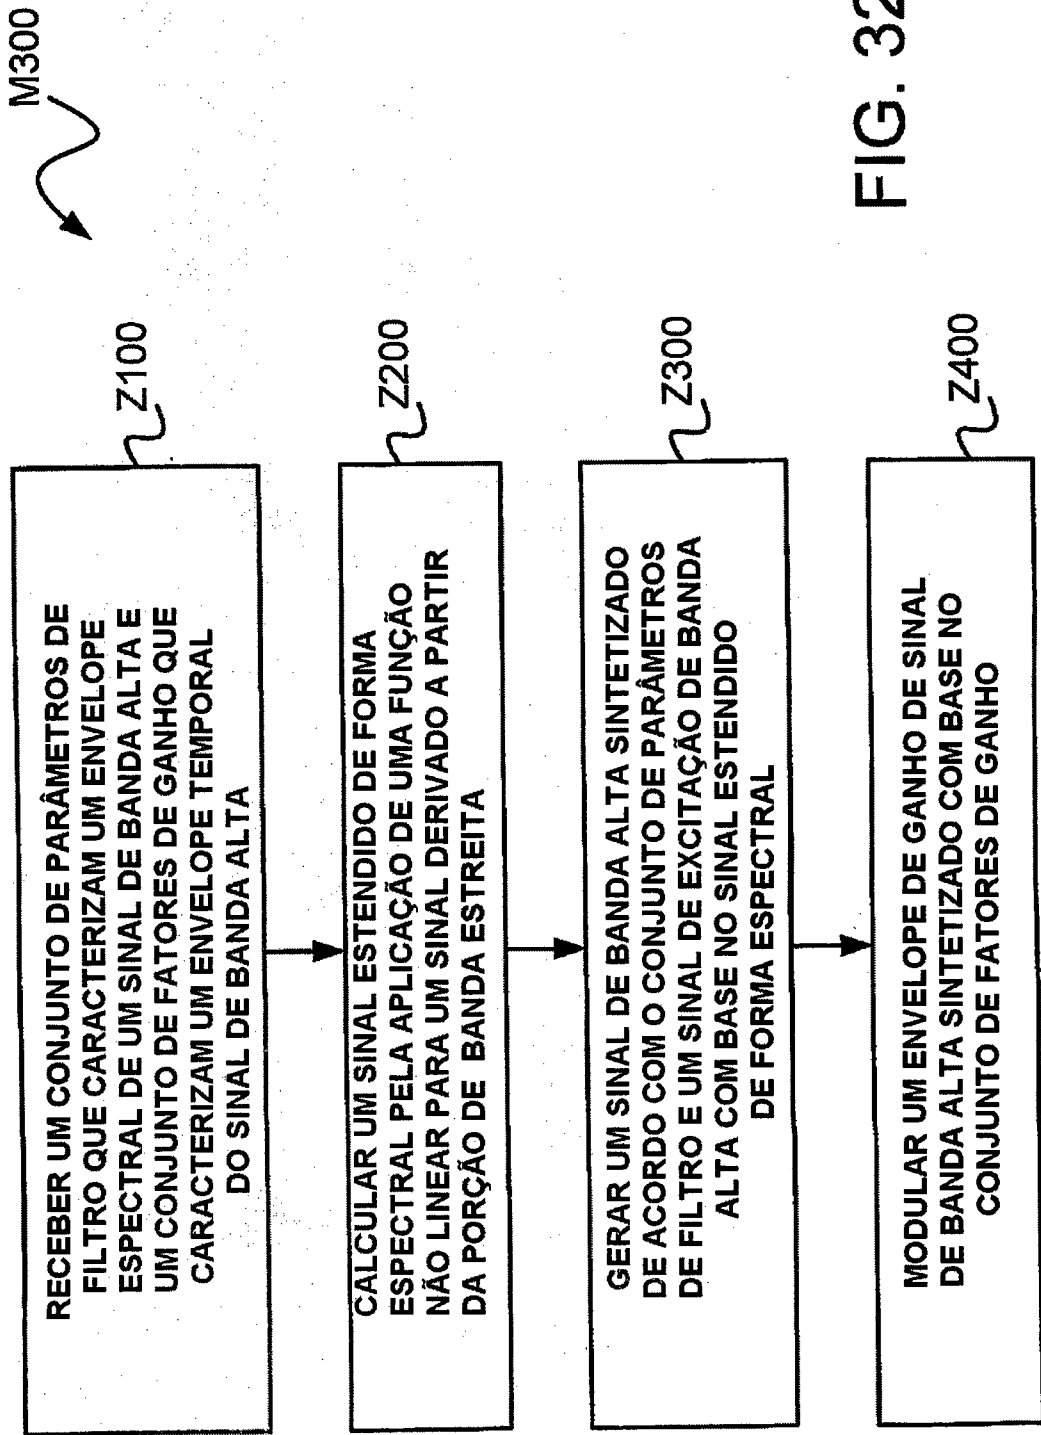 M300
RECEBER UM CONJUNTO DE PARÂMETROS DE
FILTRO QUE CARACTERIZAM UM ENVELOPE
ESPECTRAL DE UM SINAL DE BANDA ALTA E
UM CONJUNTO DE FATORES DE GANHO QUE
CARACTERIZAM UM ENVELOPE TEMPORAL
DO SINAL DE BANDA ALTA
Z100
CALCULAR UM SINAL ESTENDIDO DE FORMA
ESPECTRAL PELA APLICAÇÃO DE UMA FUNÇÃO
NÃO LINEAR PARA UM SINAL DERIVADO A PARTIR
DA PORÇÃO DE BANDA ESTREITA
Z200
GERAR UM SINAL DE BANDA ALTA SINTETIZADO
DE ACORDO COM O CONJUNTO DE PARÂMETROS
DE FILTRO E UM SINAL DE EXCITAÇÃO DE BANDA
ALTA COM BASE NO SINAL ESTENDIDO
DE FORMA ESPECTRAL
Z300
MODULAR UM ENVELOPE DE GANHO DE SINAL
DE BANDA ALTA SINTETIZADO COM BASE NO
CONJUNTO DE FATORES DE GANHO
Z400
FIG. 32